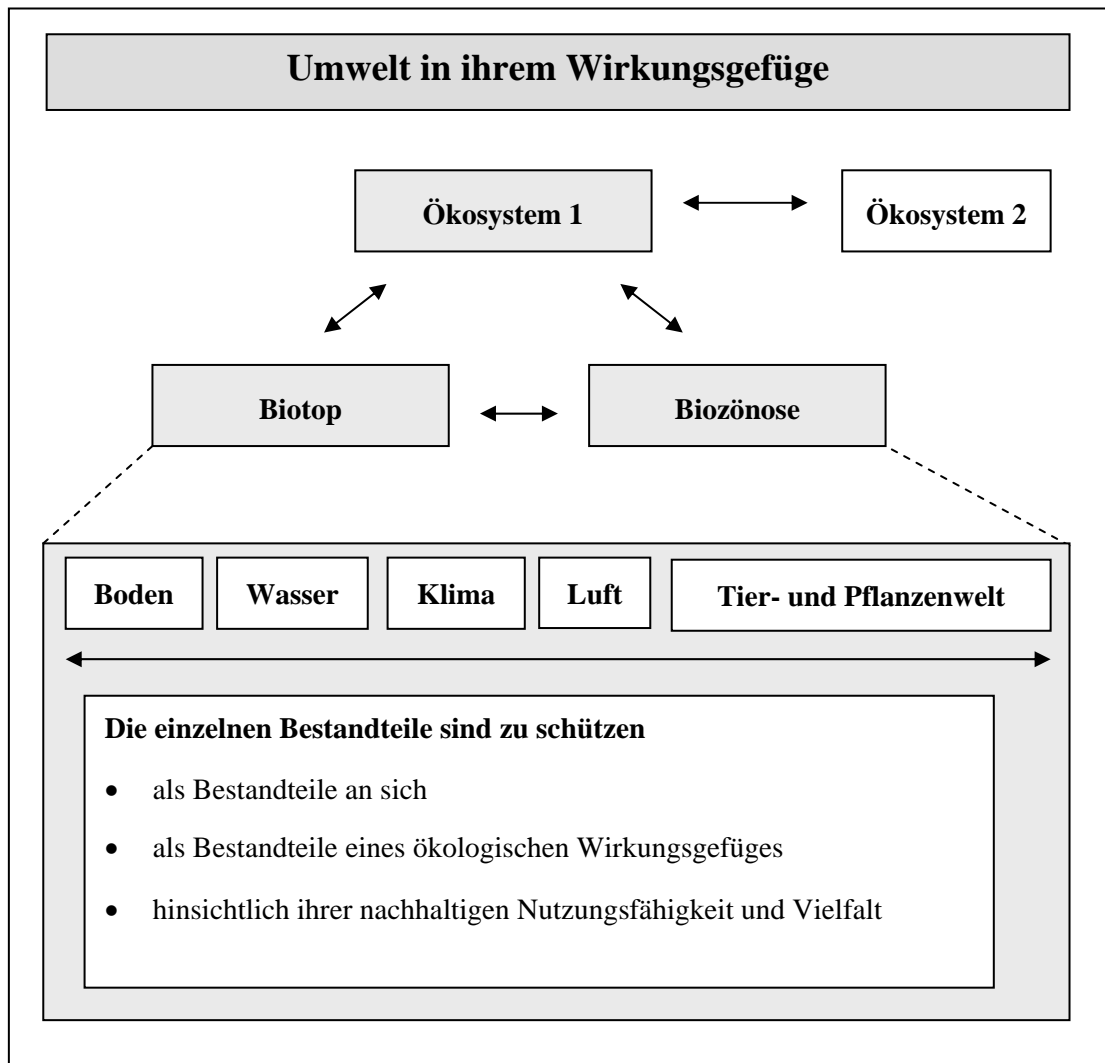 Umwelt in ihrem Wirkungsgefüge
Ökosystem 1
Ökosystem 2
Biotop
Biozönose
Boden
Wasser
Klima
Luft
Tier- und Pflanzenwelt
Die einzelnen Bestandteile sind zu schützen
• als Bestandteile an sich
• als Bestandteile eines ökologischen Wirkungsgefüges
• hinsichtlich ihrer nachhaltigen Nutzungsfähigkeit und Vielfalt